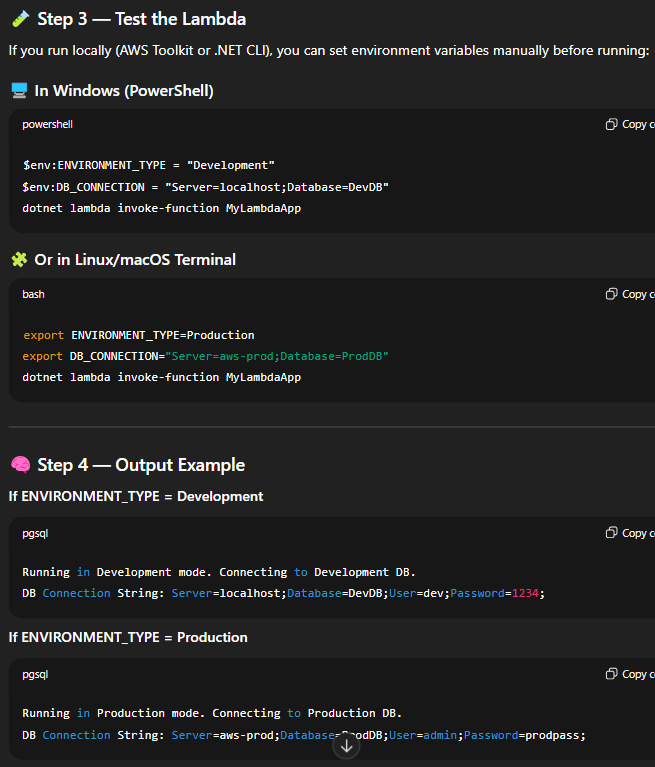 Step 3 — Test the Lambda
If you run locally (AWS Toolkit or .NET CLI), you can set environment variables manually before running:
In Windows (PowerShell)
powershell
Copy c
$env:ENVIRONMENT_TYPE = "Development"
$env:DB_CONNECTION = "Server=localhost;Database=DevDB"
dotnet lambda invoke-function MyLambdaApp
Or in Linux/macOS Terminal
bash
Copy c
export ENVIRONMENT_TYPE=Production
export DB_CONNECTION="Server=aws-prod;Database=ProdDB"
dotnet lambda invoke-function MyLambdaApp
Step 4 — Output Example
If ENVIRONMENT_TYPE = Development
pgsql
Copy c
Running in Development mode. Connecting to Development DB.
DB Connection String: Server=localhost;Database=DevDB;User=dev;Password=1234;
If ENVIRONMENT_TYPE = Production
pgsql
Copy c
Running in Production mode. Connecting to Production DB.
DB Connection String: Server=aws-prod;Database=ProdDB;User=admin;Password=prodpass;